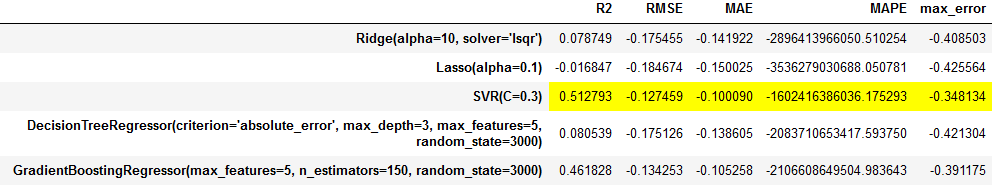 R2 RMSE MAE MAPE max_error
Ridge(alpha=10, solver='lsqr') 0.078749 -0.175455 -0.141922 -2896413966050.510254 -0.408503
Lasso(alpha=0.1) -0.016847 -0.184674 -0.150025 -3536279030688.050781 -0.425564
SVR(C=0.3) 0.512793 -0.127459 -0.100090 -1602416386036.175293 -0.348134
DecisionTreeRegressor(criterion='absolute_error', max_depth=3, max_features=5,
random_state=3000) 0.080539 -0.175126 -0.138605 -2083710653417.593750 -0.421304
GradientBoostingRegressor(max_features=5, n_estimators=150, random_state=3000) 0.461828 -0.134253 -0.105258 -2106608649504.983643 -0.391175